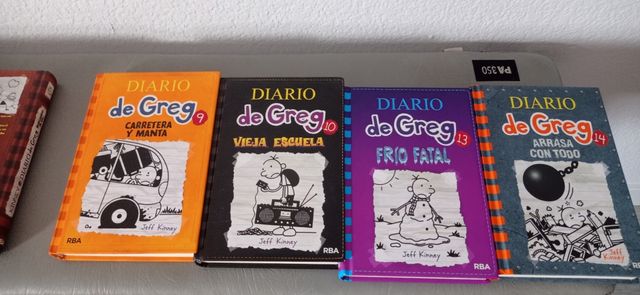 DIARIO
de Greg
9
CARRETERA
Y MANTA
Jeff Kinney
RBA
DIARIO
de Greg
10
VIEJA ESCUELA
Jeff Kinney
RBA
DIARIO
de Greg
13
FRÍO FATAL
Jeff Kinney
RBA
DIARIO
de Greg
14
ARRASA
CON TODO
Jeff
Kinney
RBA
PA 350